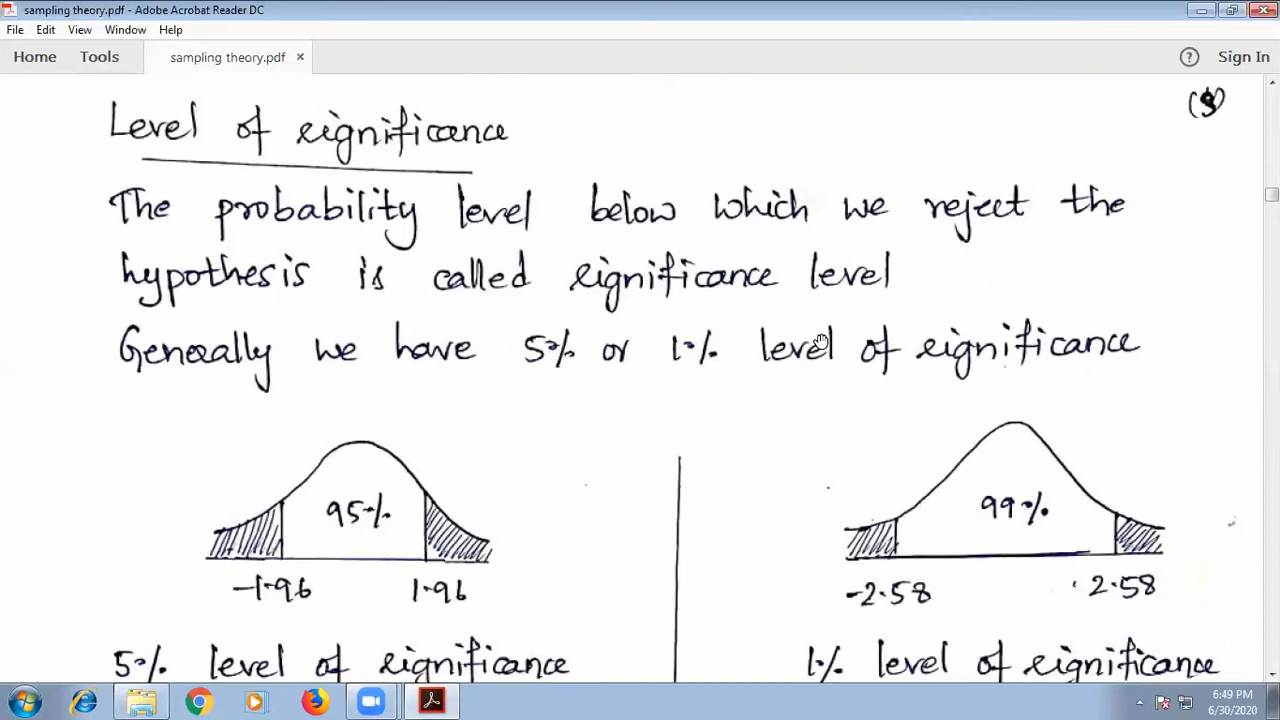 sampling theory.pdf - Adobe Acrobat Reader DC
File Edit View Window Help
Home Tools sampling theory.pdf × ? Sign In
Level of significance
The probability level below which we reject the
hypothesis is called significance level
Generally we have 5% or 1% level of significance
95%
99%
-1.96 1.96
-2.58 2.58
5% level of significance
1% level of significance
6:49 PM
6/30/2020